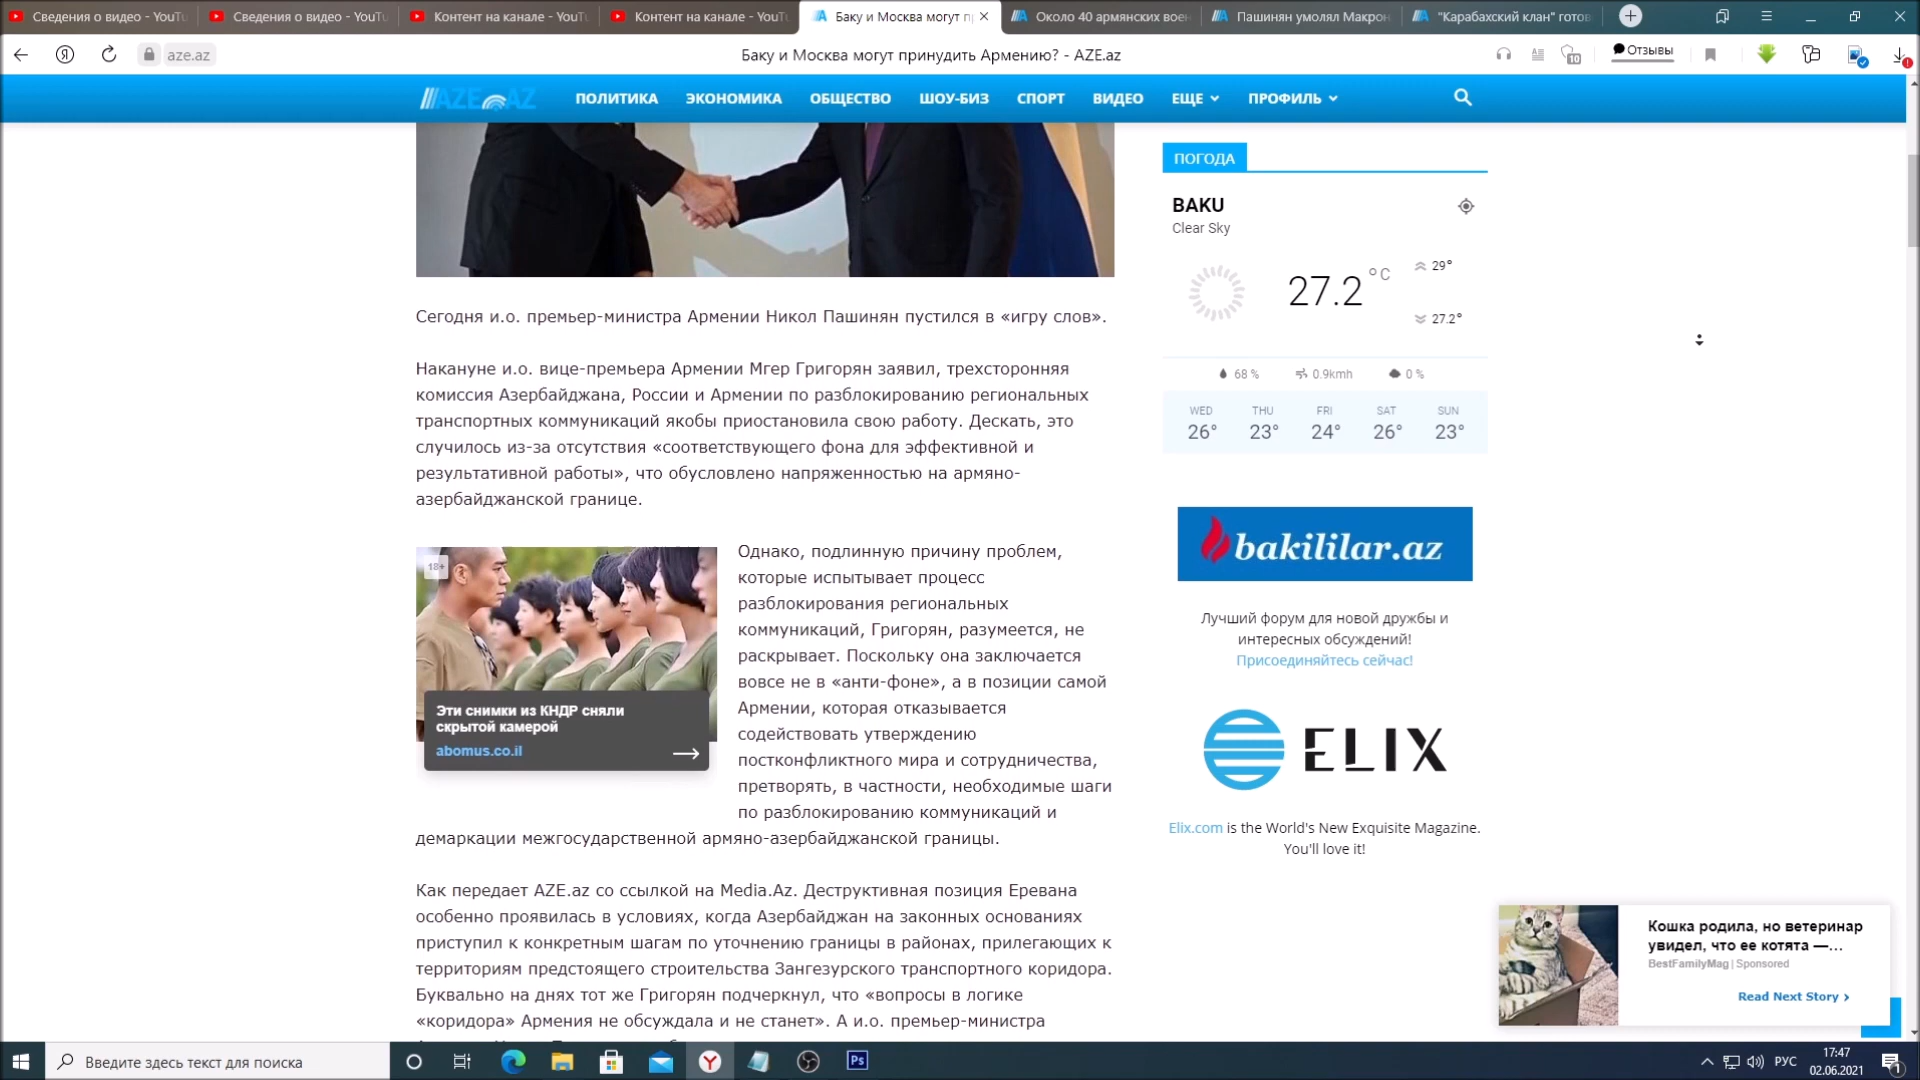 Сведения о видео - YouTu
Сведения о видео - YouTu
Контент на канале - YouTu
Контент на канале - YouTu
Баку и Москва могут пр
Около 40 армянских воен
Пашинян умолял Макрон
"Карабахский клан" готов
aze.az
Баку и Москва могут принудить Армению? - AZE.az
10
Отзывы
AZE AZ
ПОЛИТИКА
ЭКОНОМИКА
ОБЩЕСТВО
ШОУ-БИЗ
СПОРТ
ВИДЕО
ЕЩЕ
ПРОФИЛЬ
Сегодня и.о. премьер-министра Армении Никол Пашинян пустился в «игру слов».
Накануне и.о. вице-премьера Армении Мгер Григорян заявил, трехсторонняя
комиссия Азербайджана, России и Армении по разблокированию региональных
транспортных коммуникаций якобы приостановила свою работу. Дескать, это
случилось из-за отсутствия «соответствующего фона для эффективной и
результативной работы», что обусловлено напряженностью на армяно-
азербайджанской границе.
18+
Эти снимки из КНДР сняли
скрытой камерой
abomus.co.il
Однако, подлинную причину проблем,
которые испытывает процесс
разблокирования региональных
коммуникаций, Григорян, разумеется, не
раскрывает. Поскольку она заключается
вовсе не в «анти-фоне», а в позиции самой
Армении, которая отказывается
содействовать утверждению
постконфликтного мира и сотрудничества,
претворять, в частности, необходимые шаги
по разблокированию коммуникаций и
демаркации межгосударственной армяно-азербайджанской границы.
Как передает AZE.az со ссылкой на Media.Az. Деструктивная позиция Еревана
особенно проявилась в условиях, когда Азербайджан на законных основаниях
приступил к конкретным шагам по уточнению границы в районах, прилегающих к
территориям предстоящего строительства Зангезурского транспортного коридора.
Буквально на днях тот же Григорян подчеркнул, что «вопросы в логике
«коридора» Армения не обсуждала и не станет». А и.о. премьер-министра
ПОГОДА
BAKU
Clear Sky
27.2 °C
29°
27.2°
68 %
0.9kmh
0 %
WED
THU
FRI
SAT
SUN
26°
23°
24°
26°
23°
bakililar.az
Лучший форум для новой дружбы и
интересных обсуждений!
Присоединяйтесь сейчас!
ELIX
Elix.com is the World's New Exquisite Magazine.
You'll love it!
Кошка родила, но ветеринар
увидел, что ее котята —...
BestFamilyMag | Sponsored
Read Next Story
Введите здесь текст для поиска
Ps
РУС
17:47
02.06.2021
1